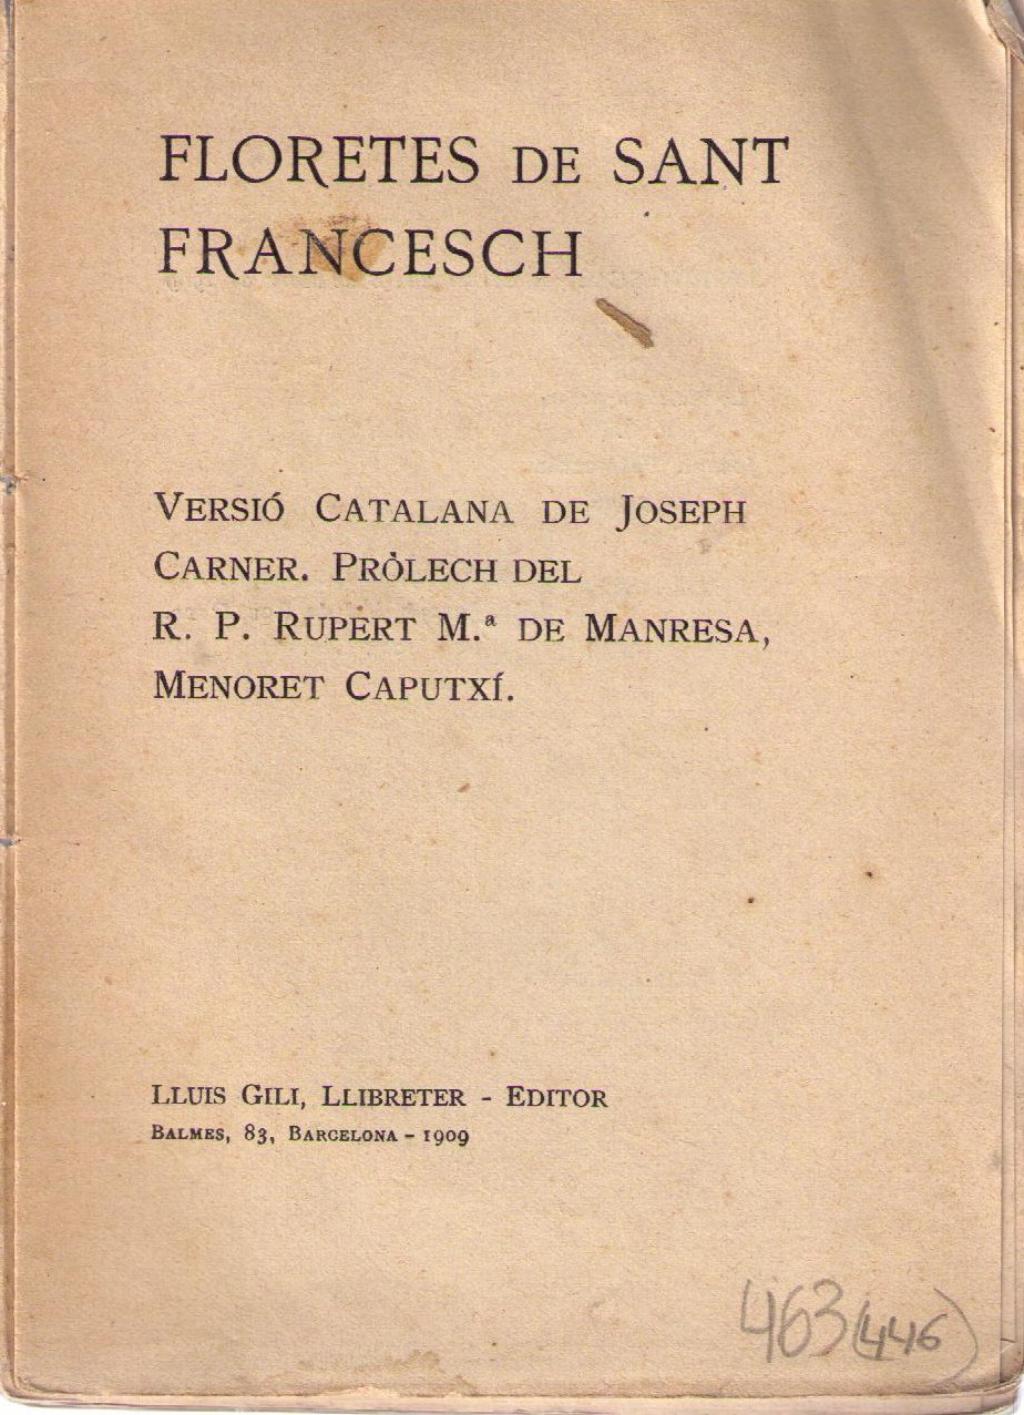 FLORETES DE SANT
FRANCESCH
VERSIÓ CATALANA DE JOSEPH
CARNER. PRÒLECH DEL
R. P. RUPERT M.ª DE MANRESA,
MENORET CAPUTXÍ.
LLUIS GILI, LLIBRETER - EDITOR
BALMES, 83, BARCELONA - 1909
463 (446)